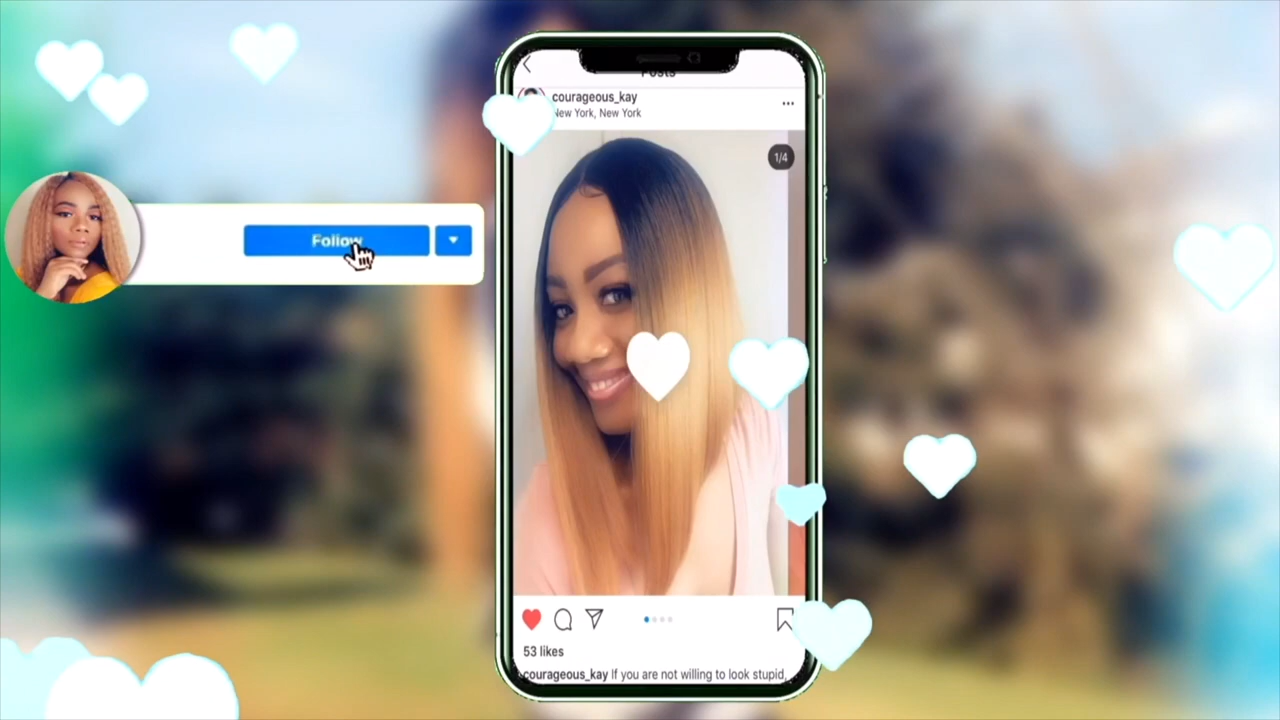 Posts
courageous_kay
New York, New York
1/4
Follow
53 likes
courageous_kay If you are not willing to look stupid,